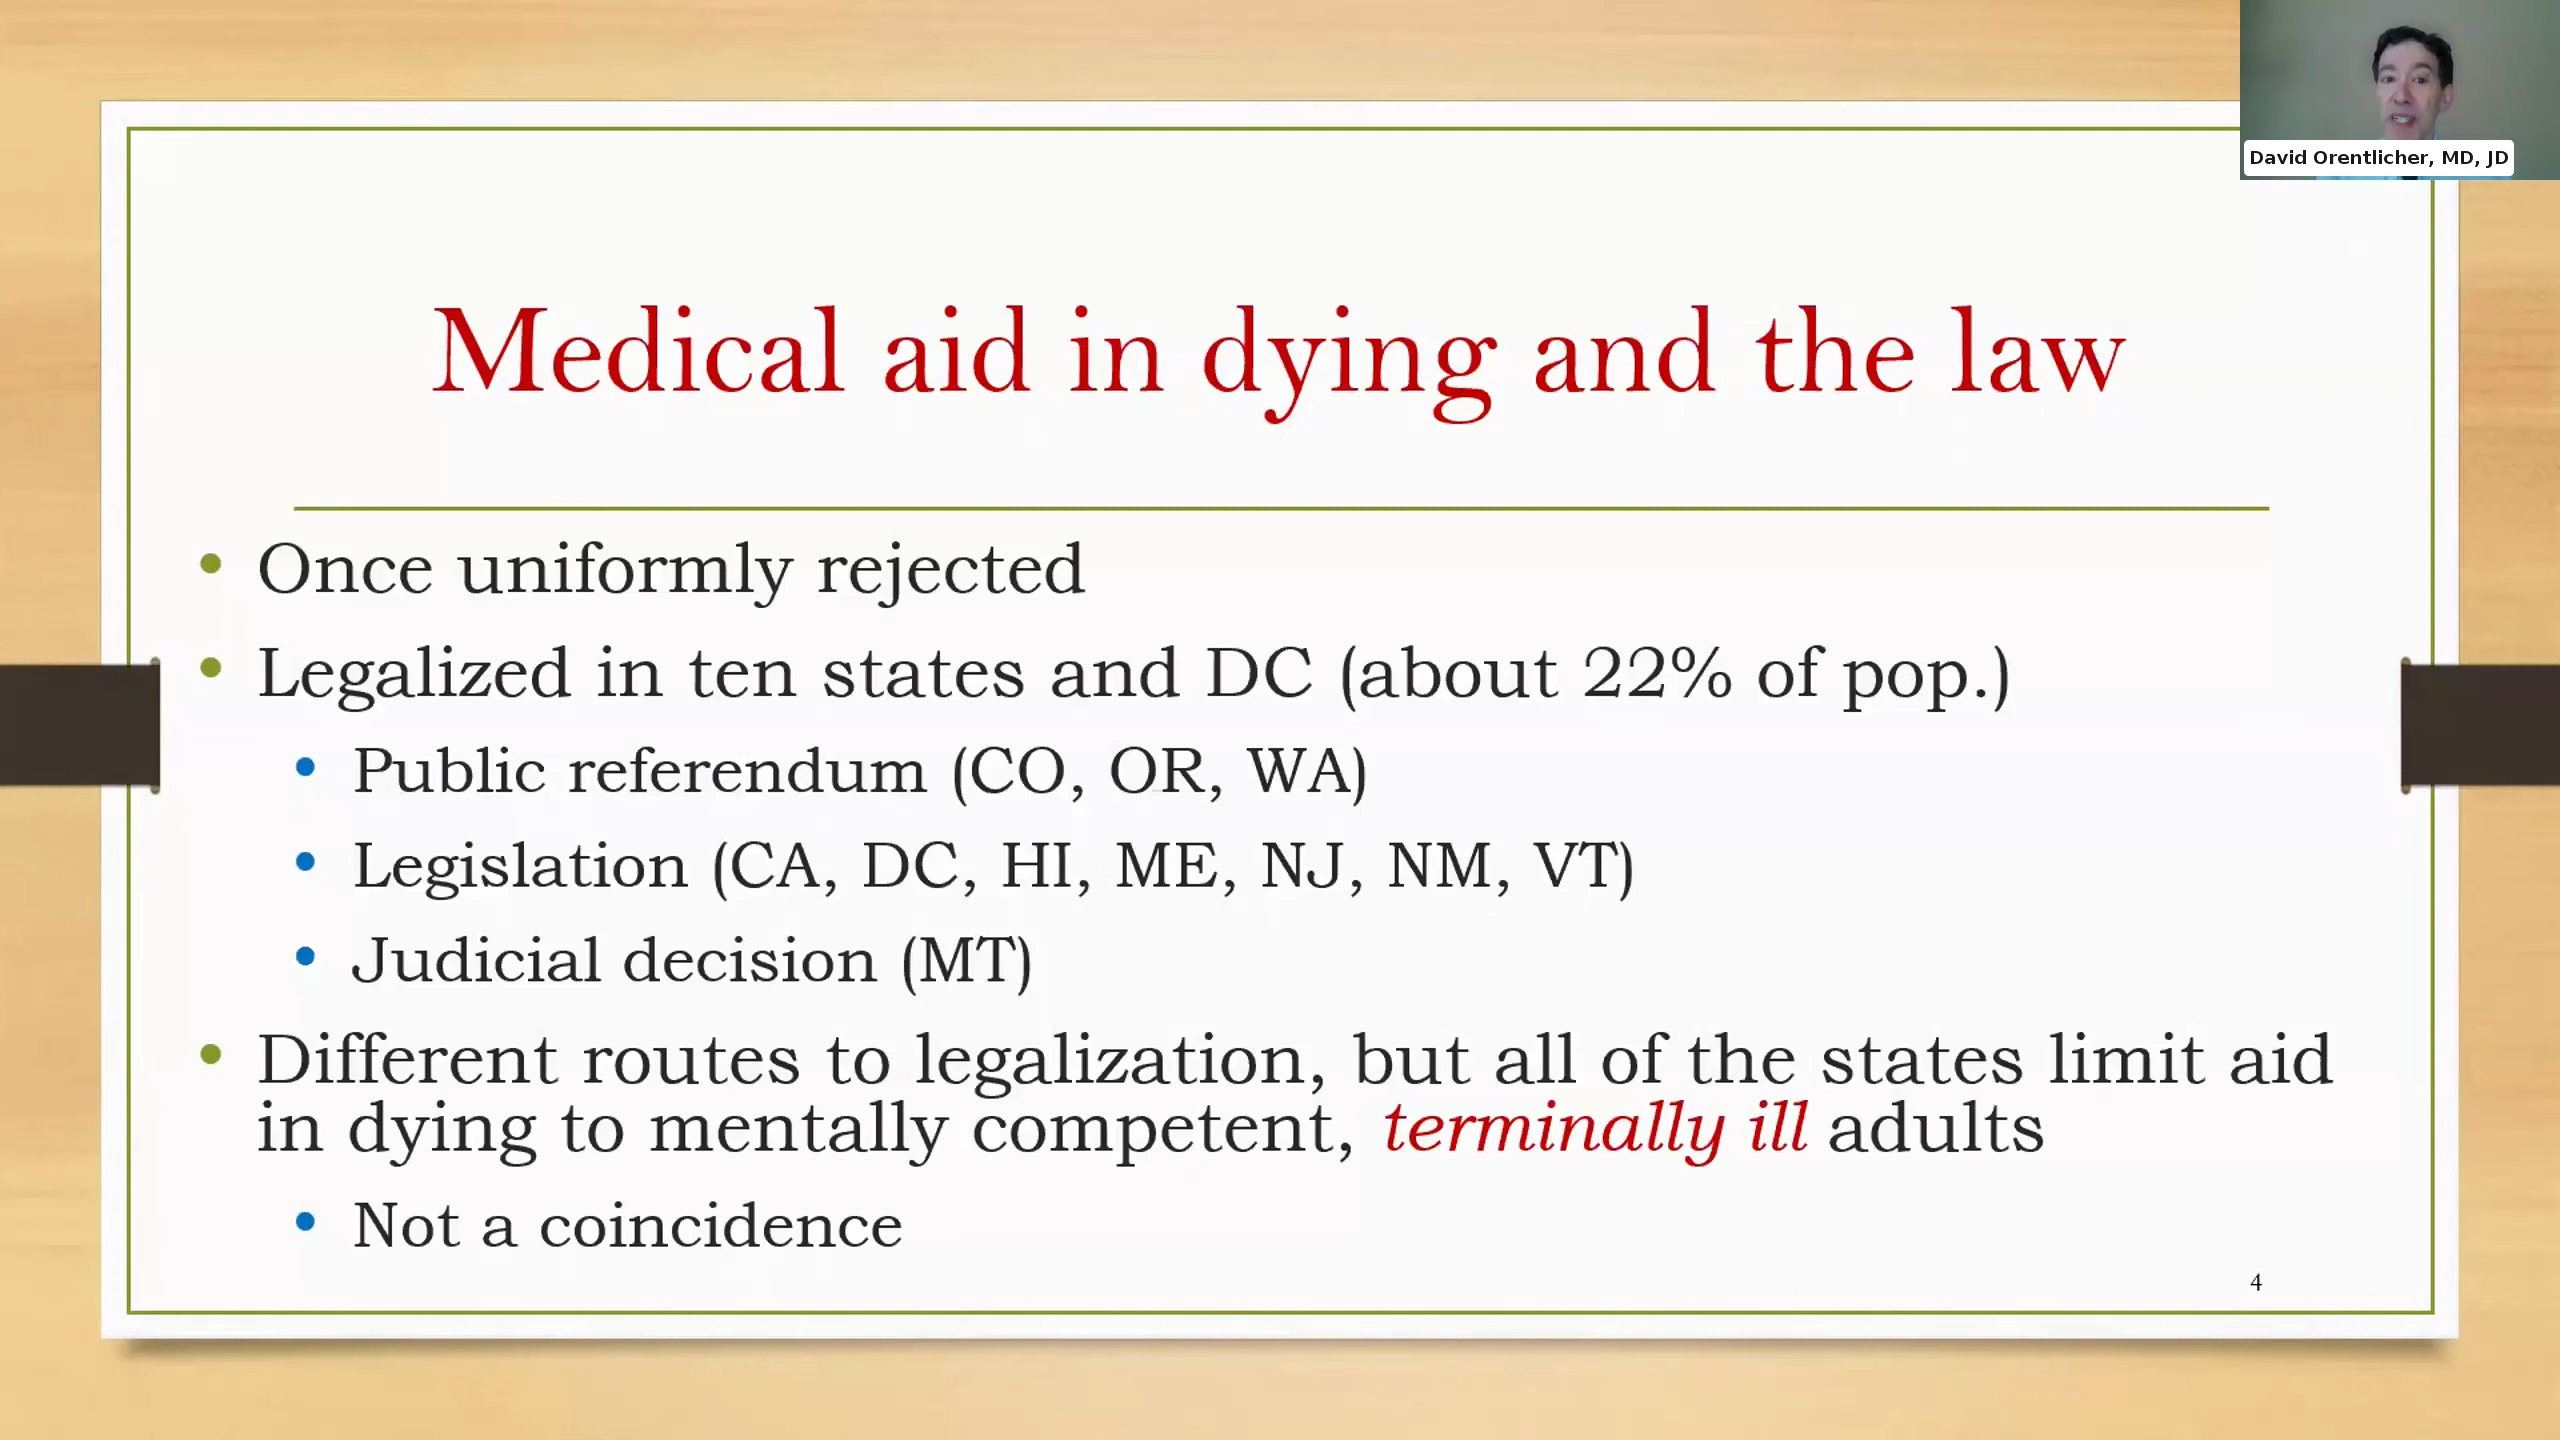 David Orentlicher, MD, JD
Medical aid in dying and the law
• Once uniformly rejected
• Legalized in ten states and DC (about 22% of pop.)
• Public referendum (CO, OR, WA)
• Legislation (CA, DC, HI, ME, NJ, NM, VT)
• Judicial decision (MT)
• Different routes to legalization, but all of the states limit aid
in dying to mentally competent, terminally ill adults
• Not a coincidence
4